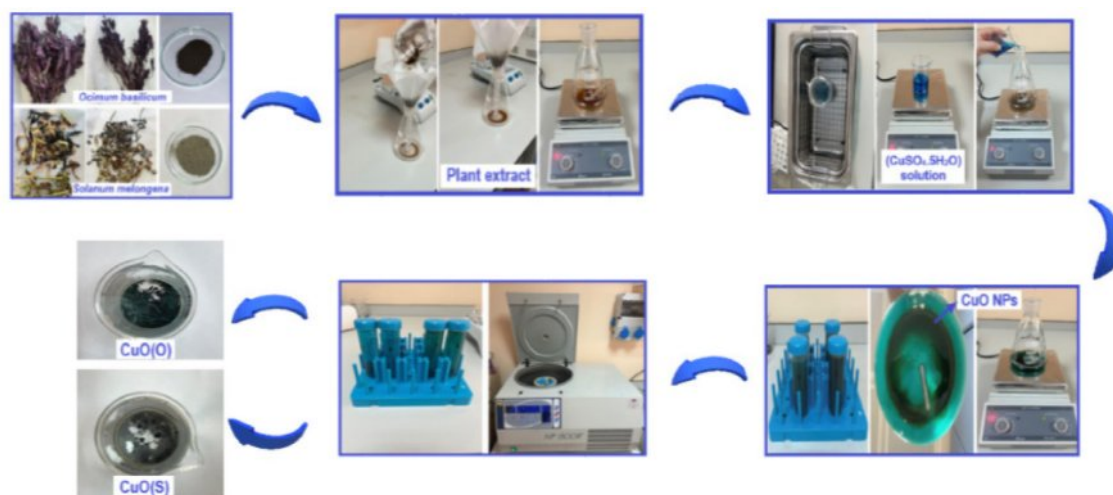 Ocimum basilicum
Solanum melongena
Plant extract
(CuSO₄.5H₂O)
solution
CuO NPs
CuO(O)
CuO(S)